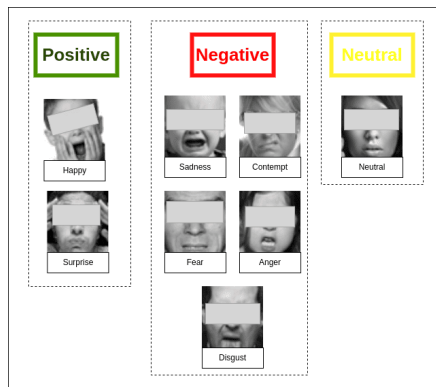 Positive
Negative
Neutral
Happy
Sadness
Contempt
Neutral
Surprise
Fear
Anger
Disgust